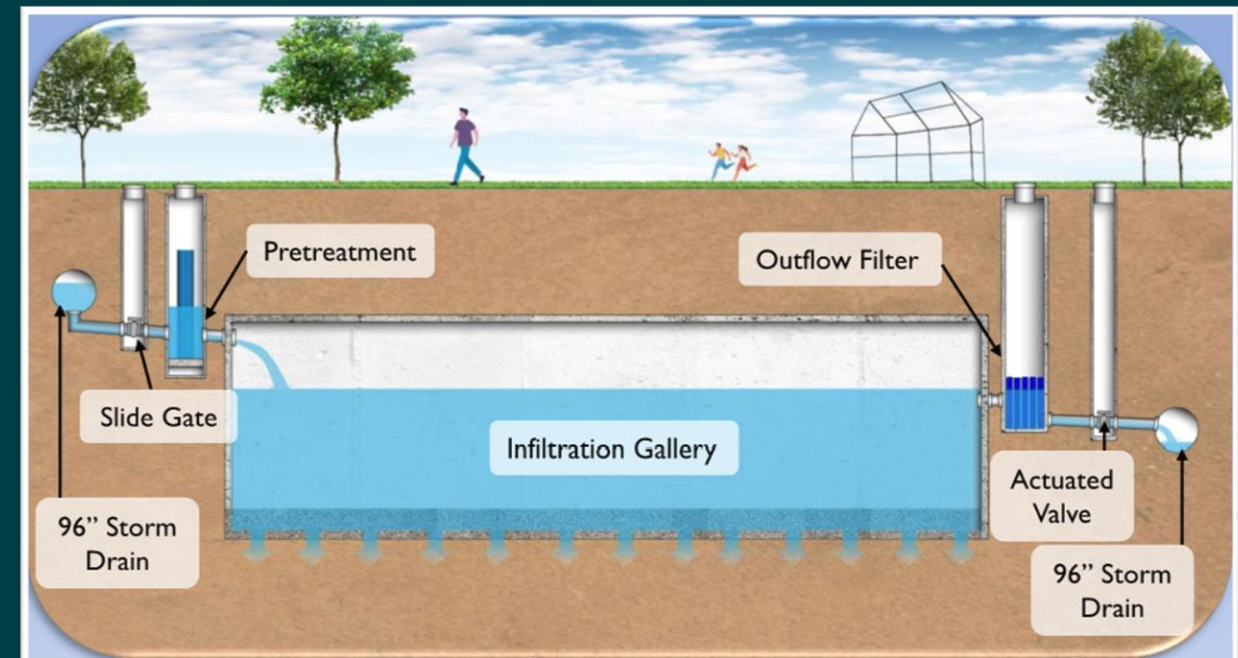 Pretreatment
Outflow Filter
Slide Gate
Infiltration Gallery
96” Storm
Drain
Actuated
Valve
96” Storm
Drain